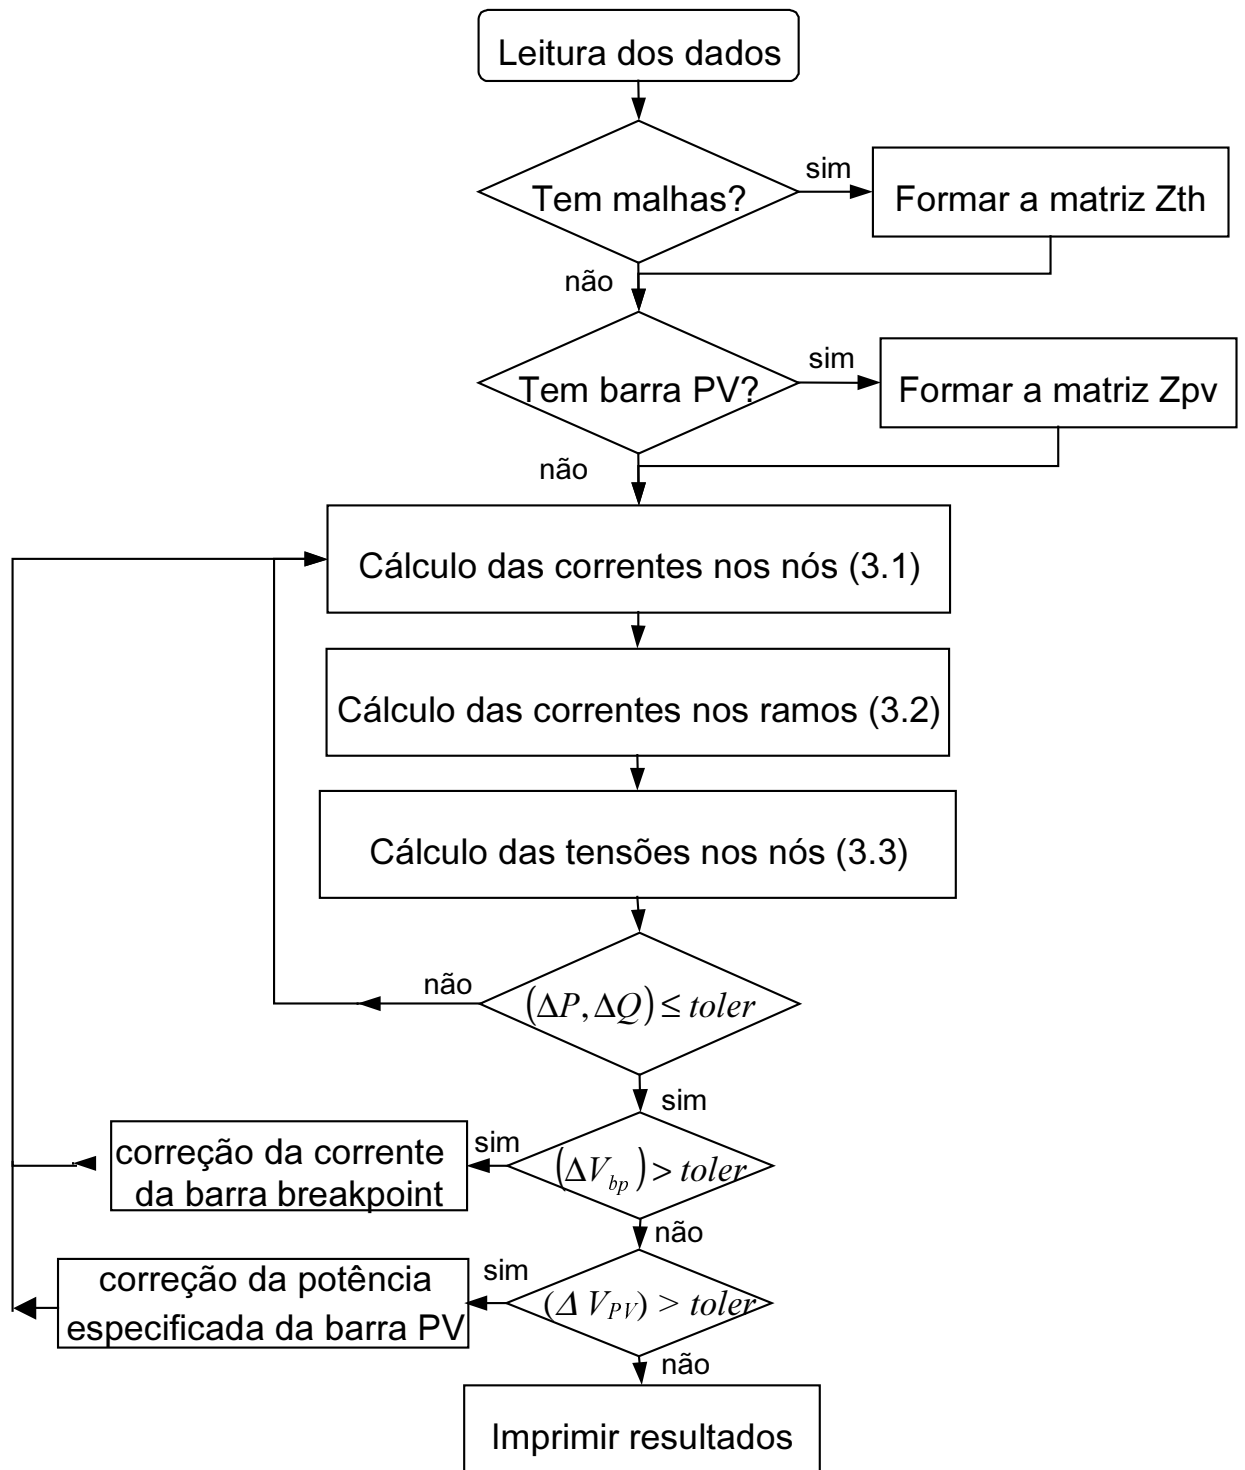 Leitura dos dados
Tem malhas?
sim
Formar a matriz Zth
não
Tem barra PV?
sim
Formar a matriz Zpv
não
Cálculo das correntes nos nós (3.1)
Cálculo das correntes nos ramos (3.2)
Cálculo das tensões nos nós (3.3)
não
(ΔP, ΔQ) ≤ toler
sim
correção da corrente
da barra breakpoint
sim
(ΔV_bp) > toler
não
correção da potência
especificada da barra PV
sim
(Δ V_PV) > toler
não
Imprimir resultados